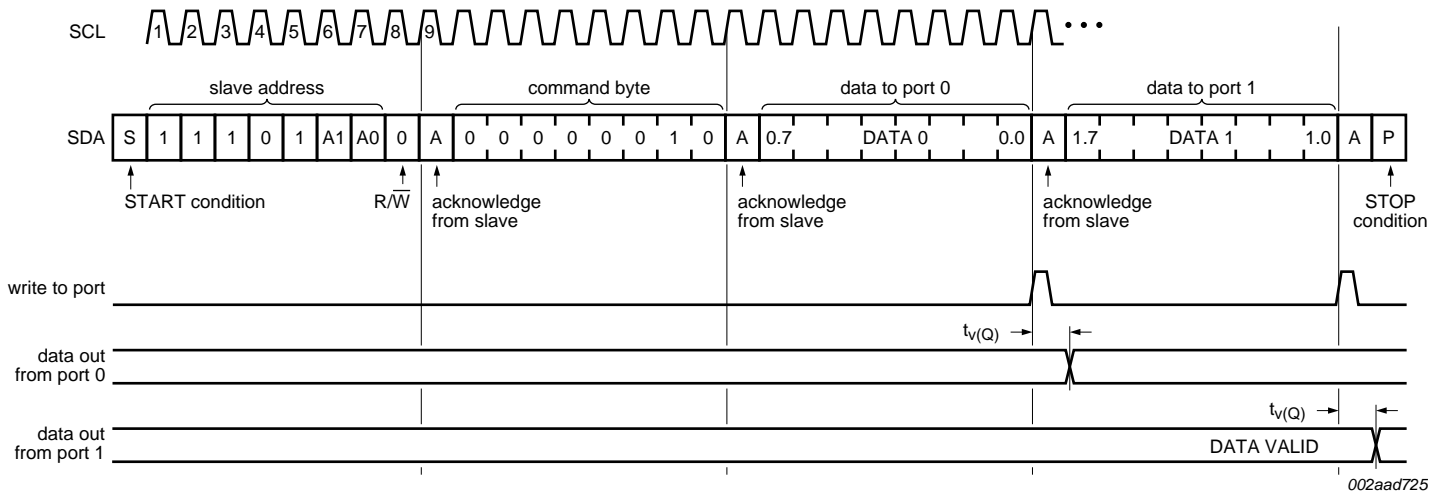 SCL 1 2 3 4 5 6 7 8 9 • • •
slave address command byte data to port 0 data to port 1
SDA S 1 1 1 0 1 A1 A0 0 A 0 0 0 0 0 0 1 0 A 0.7 DATA 0 0.0 A 1.7 DATA 1 1.0 A P
START condition R/W̅ acknowledge acknowledge acknowledge STOP
from slave from slave from slave condition
write to port
tv(Q)
data out
from port 0
tv(Q)
data out
from port 1 DATA VALID
002aad725